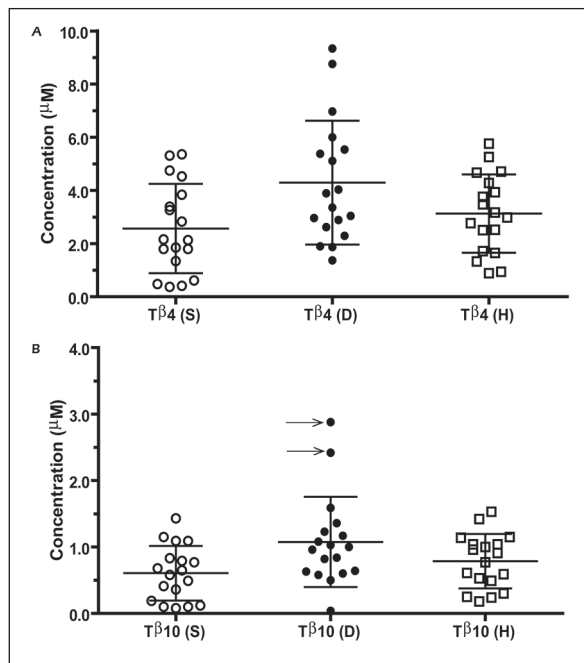 A
10.0
8.0
6.0
4.0
2.0
0.0
Concentration (μM)
Tβ4 (S)
Tβ4 (D)
Tβ4 (H)
B
4.0
3.0
2.0
1.0
0.0
Concentration (μM)
Tβ10 (S)
Tβ10 (D)
Tβ10 (H)